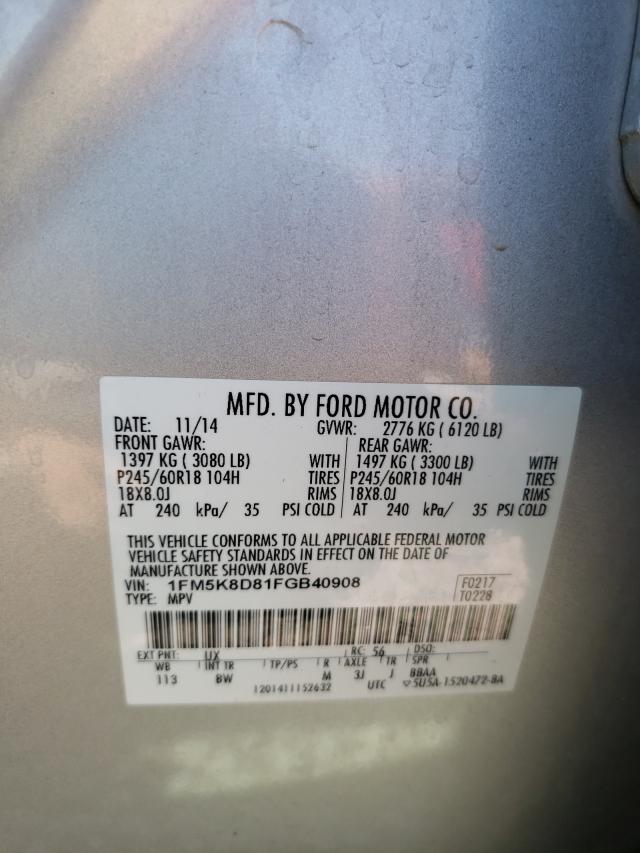 MFD. BY FORD MOTOR CO.
DATE: 11/14 GVWR: 2776 KG ( 6120 LB)
FRONT GAWR: REAR GAWR:
1397 KG ( 3080 LB) WITH 1497 KG ( 3300 LB) WITH
P245/60R18 104H TIRES P245/60R18 104H TIRES
18X8.0J RIMS 18X8.0J RIMS
AT 240 kPa/ 35 PSI COLD AT 240 kPa/ 35 PSI COLD
THIS VEHICLE CONFORMS TO ALL APPLICABLE FEDERAL MOTOR
VEHICLE SAFETY STANDARDS IN EFFECT ON THE DATE OF
MANUFACTURE SHOWN ABOVE.
VIN: 1FM5K8D81FGB40908 F0217
TYPE: MPV T0228
EXT PNT: UX RC: 56 DSO:
WB INT TR TP/PS R AXLE TR SPR
113 BW M 3J J 88AA
1201411152632 UTC ▽5U5A-1520472-BA